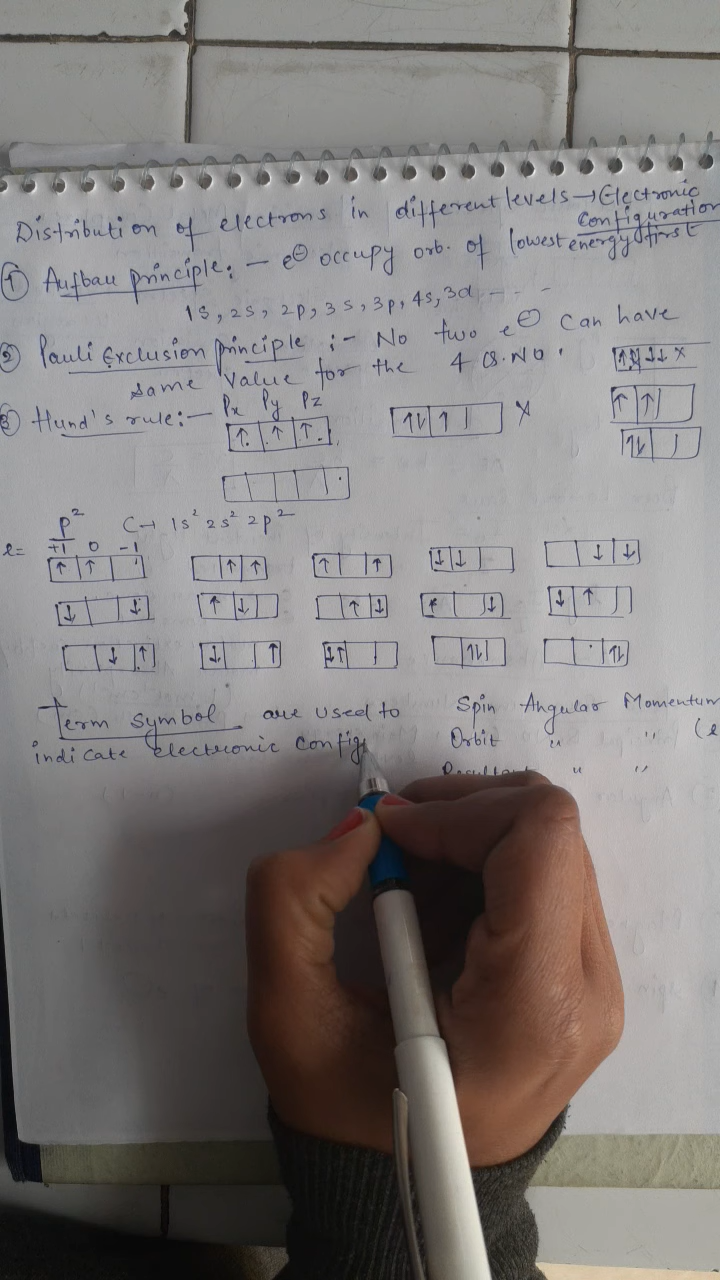 Distribution of electrons in different levels → Electronic
Configuration
① Aufbau principle: — e⊖ occupy orb. of lowest energy first
1s, 2s, 2p, 3s, 3p, 4s, 3d - - - -
② Pauli Exclusion principle :- No two e⊖ can have
same value for the 4 Q.No.
[↑↓|↓↓ x
③ Hund's rule:— Px Py Pz
[↑|↑|↑] [↑↓|↑| ] x [↑|↑| ]
[↑↓| | ]
[ | | | ]
P² C→ 1s² 2s² 2p²
l= +1 0 -1
[↑|↑| ] [ |↑|↑] [↑| |↑] [↓|↓| ] [ |↓|↓]
[↓| |↓] [↑|↓| ] [ |↑|↓] [↑| |↓] [↓|↑| ]
[ |↓|↑] [↓| |↑] [↓↑| | ] [ |↑↓| ] [ | |↑↓]
Term symbol are used to
indicate electronic config
Spin Angular Momentum
Orbit " " (l
Resultant " "